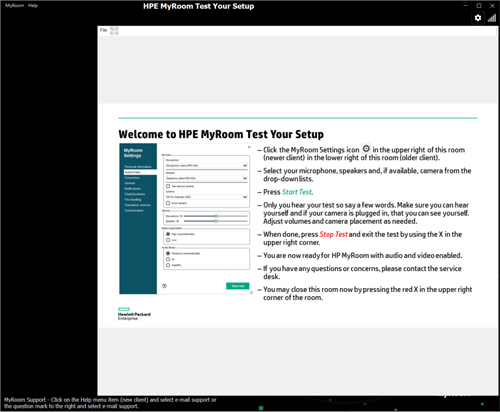 MyRoom Help
HPE MyRoom Test Your Setup
File
Welcome to HPE MyRoom Test Your Setup
MyRoom
Settings
Personal information
Audio/Video
Connection
General
Notifications
Chat/Questions
File handling
Translation services
Customization
Microphone
Speakers
Camera
Start test
– Click the MyRoom Settings icon in the upper right of this room
(newer client) in the lower right of this room (older client).
– Select your microphone, speakers and, if available, camera from the
drop-down lists.
– Press Start Test.
– Only you hear your test so say a few words. Make sure you can hear
yourself and if your camera is plugged in, that you can see yourself.
Adjust volumes and camera placement as needed.
– When done, press Stop Test and exit the test by using the X in the
upper right corner.
– You are now ready for HP MyRoom with audio and video enabled.
– If you have any questions or concerns, please contact the service
desk.
– You may close this room now by pressing the red X in the upper right
corner of the room.
Hewlett Packard
Enterprise
MyRoom Support - Click on the Help menu item (new client) and select e-mail support or
the question mark to the right and select e-mail support.